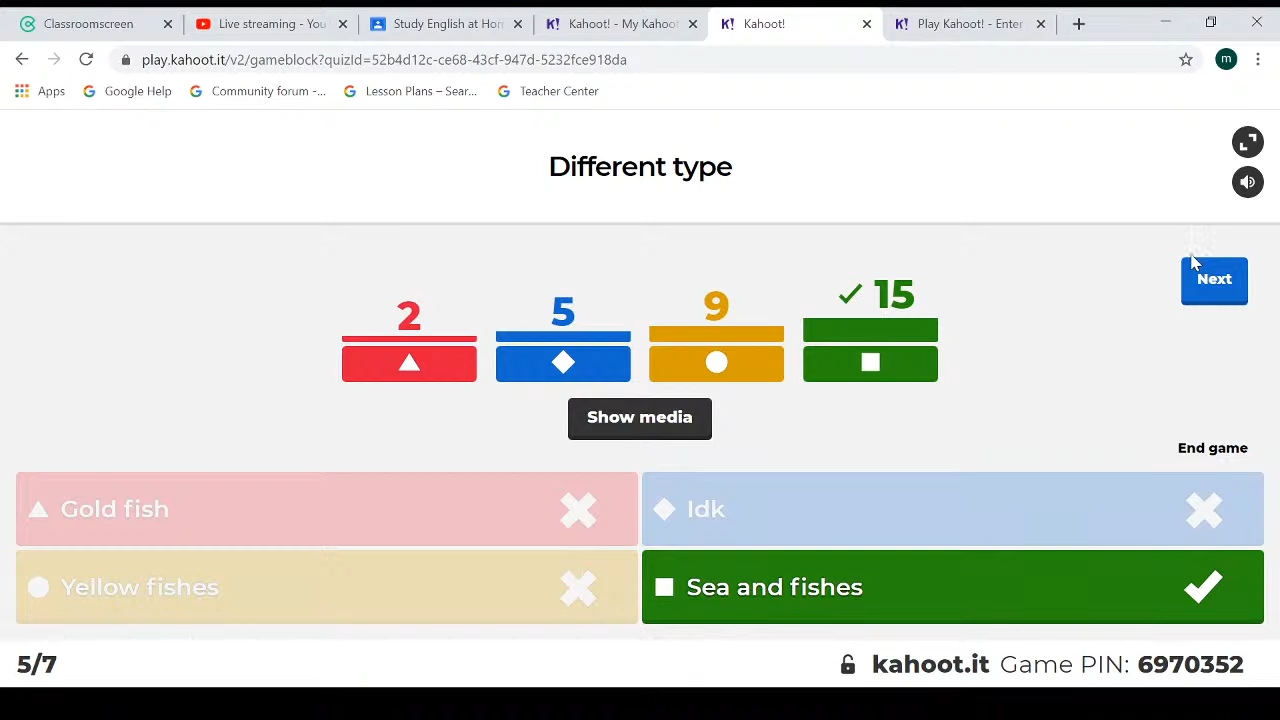 Classroomscreen
Live streaming - You
Study English at Hom
K! Kahoot! - My Kahoot
K! Kahoot!
K! Play Kahoot! - Enter
play.kahoot.it/v2/gameblock?quizId=52b4d12c-ce68-43cf-947d-5232fce918da
m
Apps
Google Help
Community forum -...
Lesson Plans – Sear...
Teacher Center
Different type
Next
2
5
9
15
Show media
End game
Gold fish
Idk
Yellow fishes
Sea and fishes
5/7
kahoot.it Game PIN: 6970352